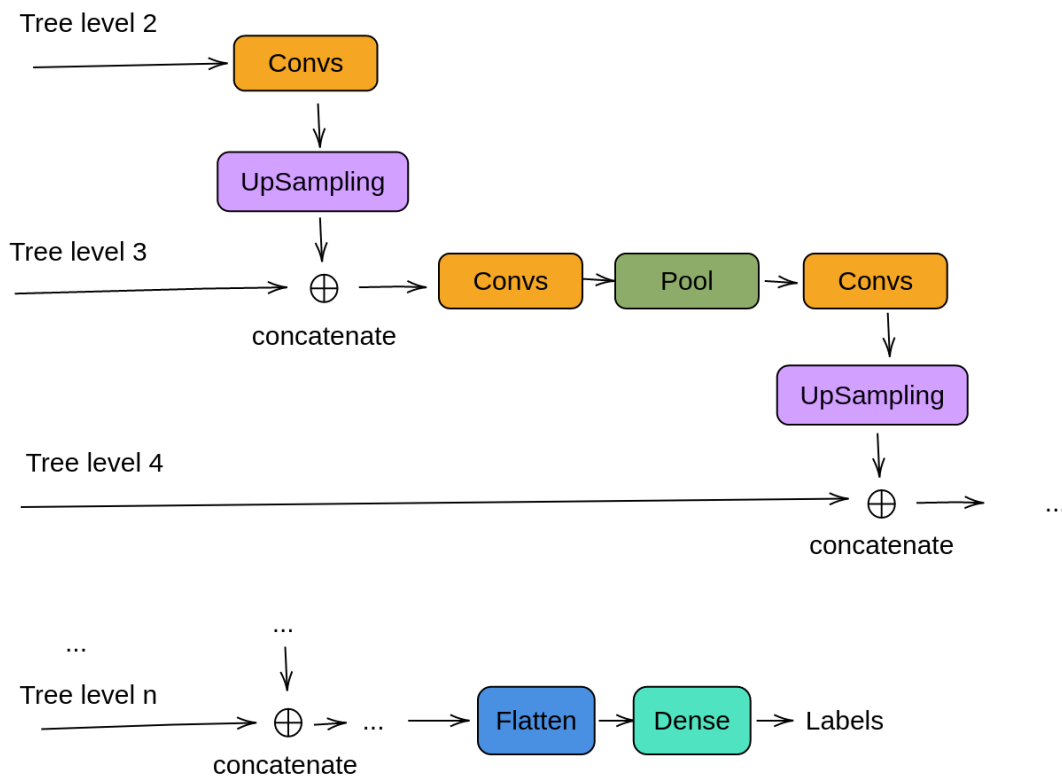 Tree level 2
Convs
UpSampling
Tree level 3
Convs
Pool
Convs
concatenate
UpSampling
Tree level 4
...
concatenate
...
...
Tree level n
...
Flatten
Dense
Labels
concatenate